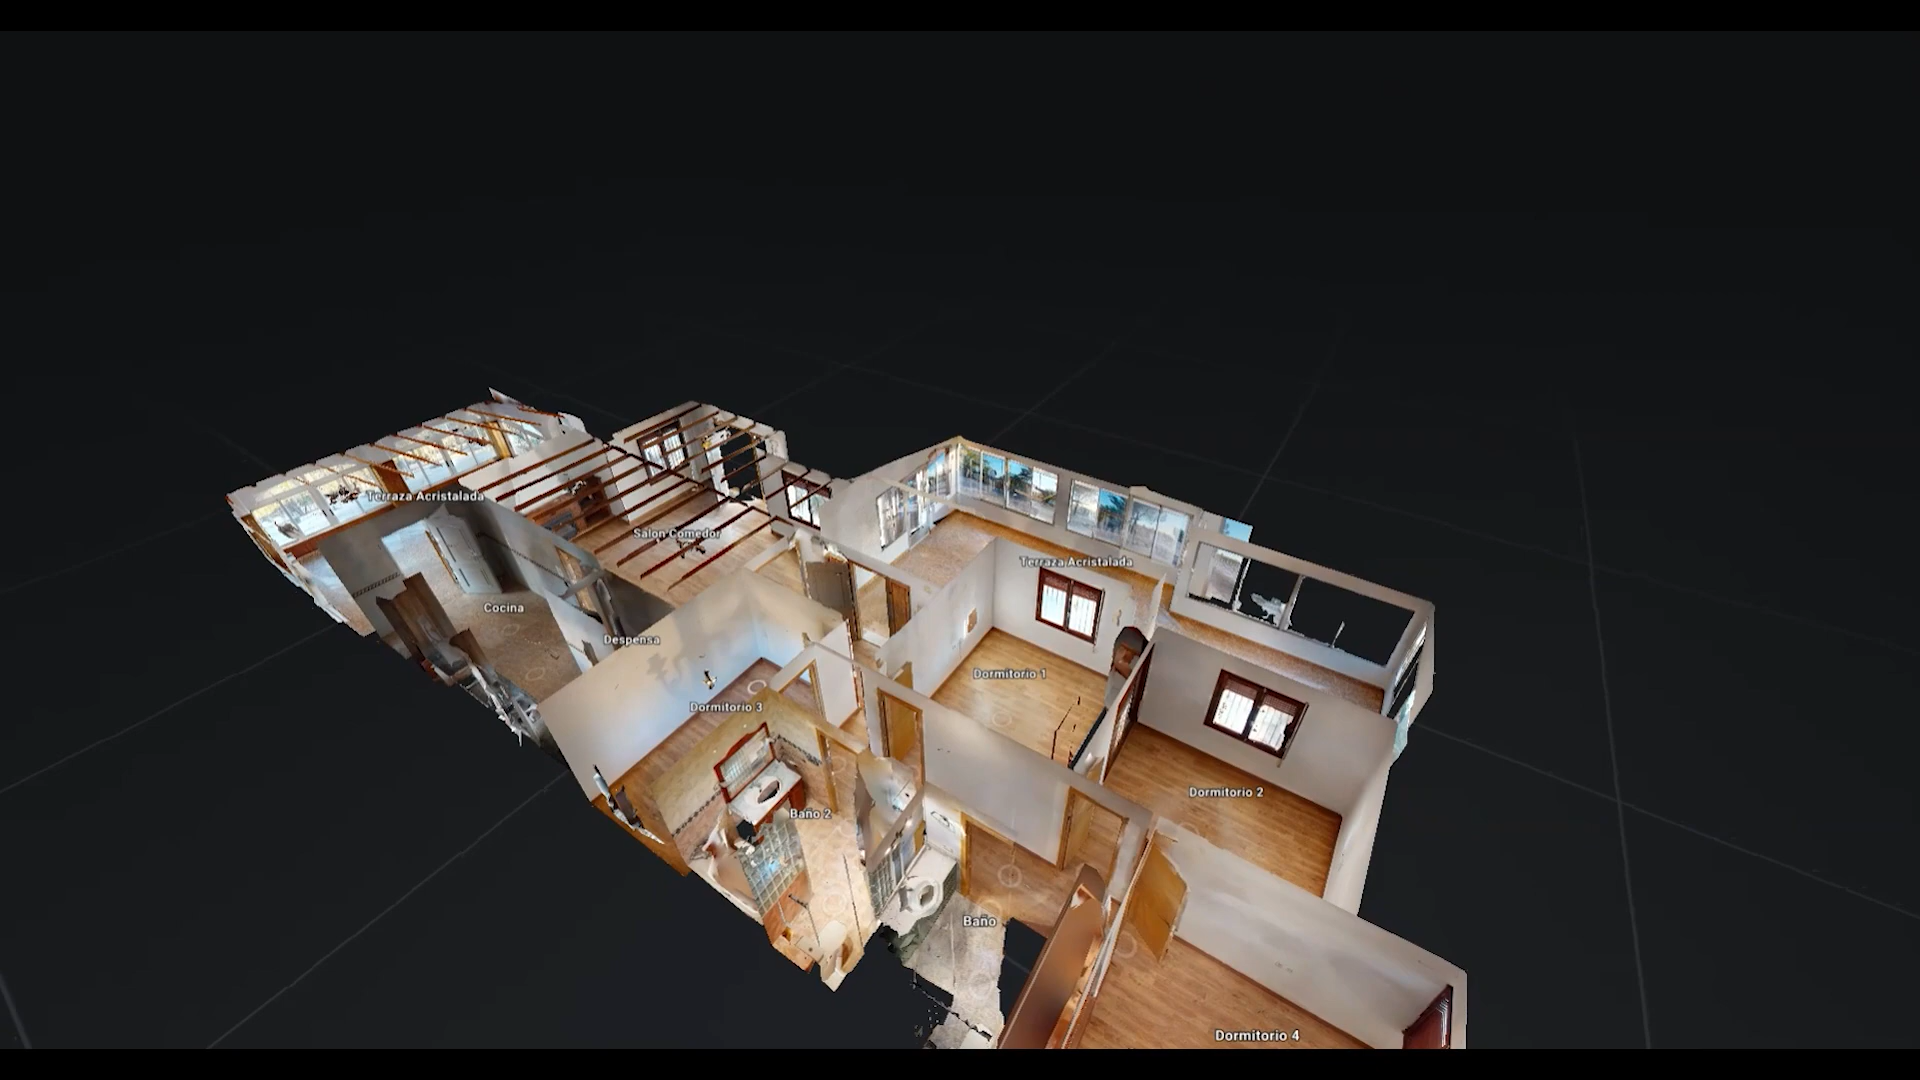 Terraza Acristalada
Salon Comedor
Terraza Acristalada
Cocina
Despensa
Dormitorio 1
Dormitorio 3
Dormitorio 2
Baño 2
Baño
Dormitorio 4